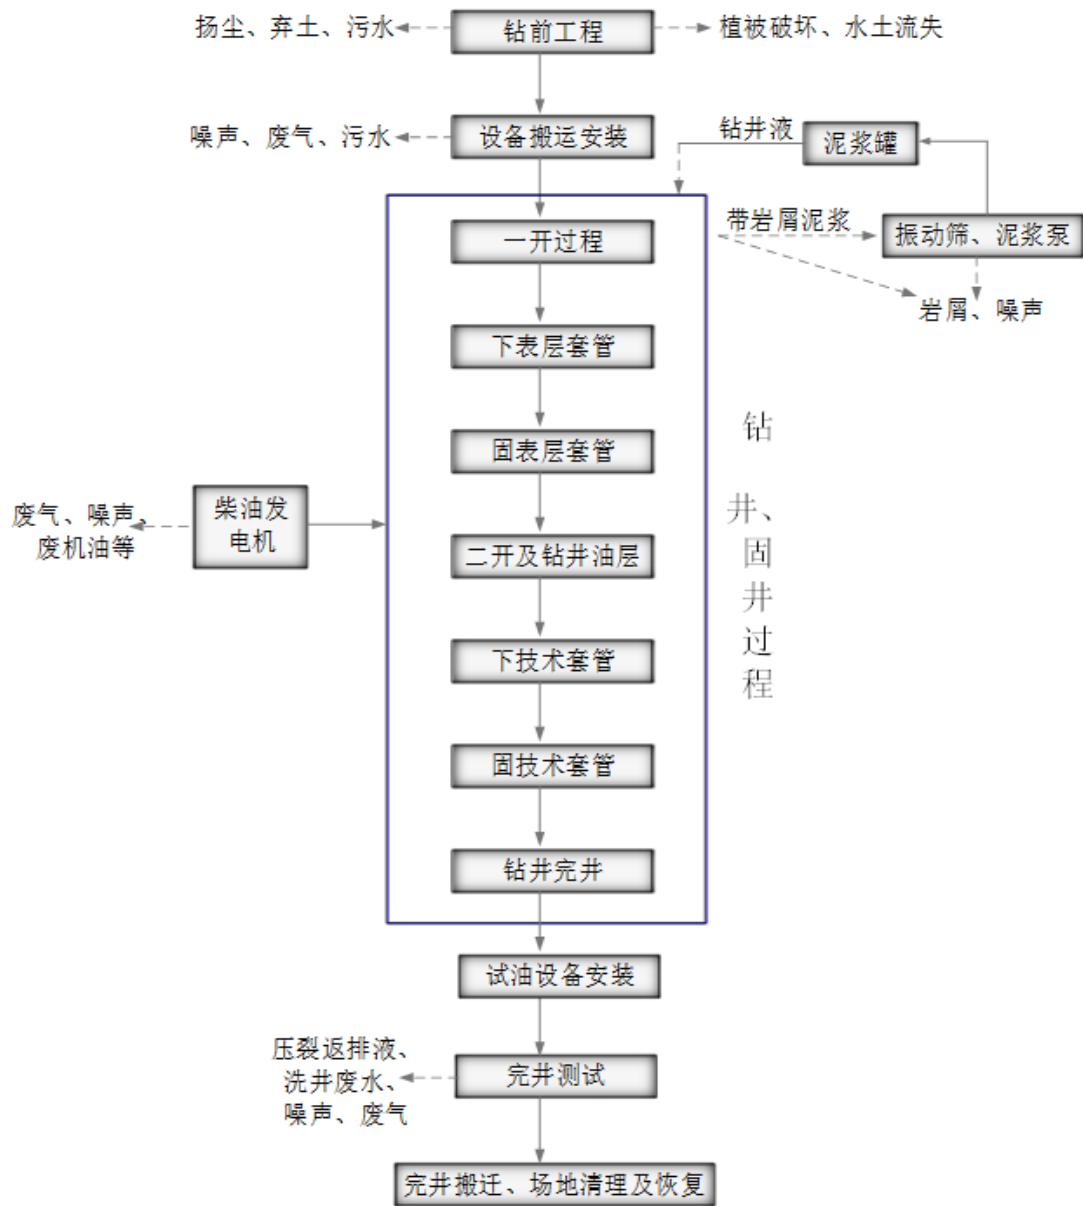 扬尘、弃土、污水
钻前工程
植被破坏、水土流失
噪声、废气、污水
设备搬运安装
钻井液
泥浆罐
一开过程
带岩屑泥浆
振动筛、泥浆泵
岩屑、噪声
下表层套管
固表层套管
钻
井、
固
井
过
程
废气、噪声、
废机油等
柴油发
电机
二开及钻井油层
下技术套管
固技术套管
钻井完井
试油设备安装
压裂返排液、
洗井废水、
噪声、废气
完井测试
完井搬迁、场地清理及恢复